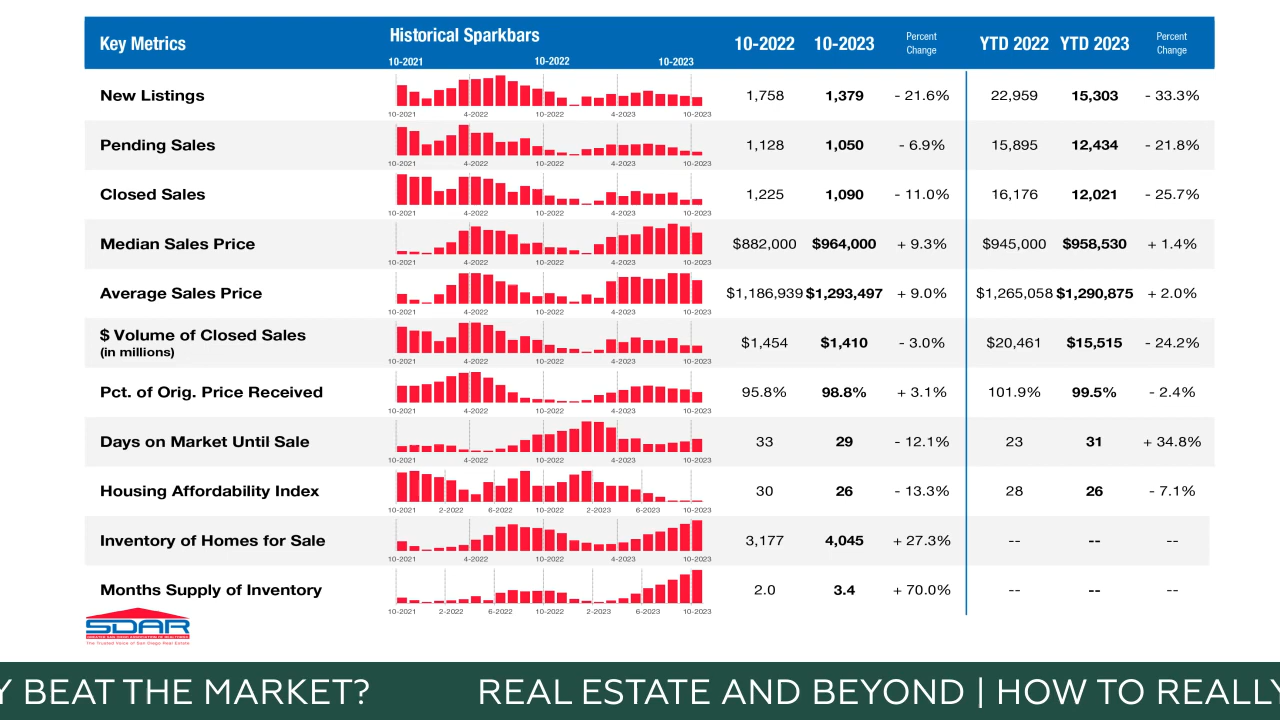 Key Metrics Historical Sparkbars 10-2022 10-2023 Percent Change YTD 2022 YTD 2023 Percent Change
10-2021 10-2022 10-2023
New Listings 1,758 1,379 - 21.6% 22,959 15,303 - 33.3%
10-2021 4-2022 10-2022 4-2023 10-2023
Pending Sales 1,128 1,050 - 6.9% 15,895 12,434 - 21.8%
10-2021 4-2022 10-2022 4-2023 10-2023
Closed Sales 1,225 1,090 - 11.0% 16,176 12,021 - 25.7%
10-2021 4-2022 10-2022 4-2023 10-2023
Median Sales Price $882,000 $964,000 + 9.3% $945,000 $958,530 + 1.4%
10-2021 4-2022 10-2022 4-2023 10-2023
Average Sales Price $1,186,939 $1,293,497 + 9.0% $1,265,058 $1,290,875 + 2.0%
10-2021 4-2022 10-2022 4-2023 10-2023
$ Volume of Closed Sales $1,454 $1,410 - 3.0% $20,461 $15,515 - 24.2%
(in millions)
10-2021 4-2022 10-2022 4-2023 10-2023
Pct. of Orig. Price Received 95.8% 98.8% + 3.1% 101.9% 99.5% - 2.4%
10-2021 4-2022 10-2022 4-2023 10-2023
Days on Market Until Sale 33 29 - 12.1% 23 31 + 34.8%
10-2021 4-2022 10-2022 4-2023 10-2023
Housing Affordability Index 30 26 - 13.3% 28 26 - 7.1%
10-2021 2-2022 6-2022 10-2022 2-2023 6-2023 10-2023
Inventory of Homes for Sale 3,177 4,045 + 27.3% -- -- --
10-2021 4-2022 10-2022 4-2023 10-2023
Months Supply of Inventory 2.0 3.4 + 70.0% -- -- --
10-2021 2-2022 6-2022 10-2022 2-2023 6-2023 10-2023
SDAR
GREATER SAN DIEGO ASSOCIATION OF REALTORS®
The Trusted Voice of San Diego Real Estate
Y BEAT THE MARKET? REAL ESTATE AND BEYOND | HOW TO REALLY